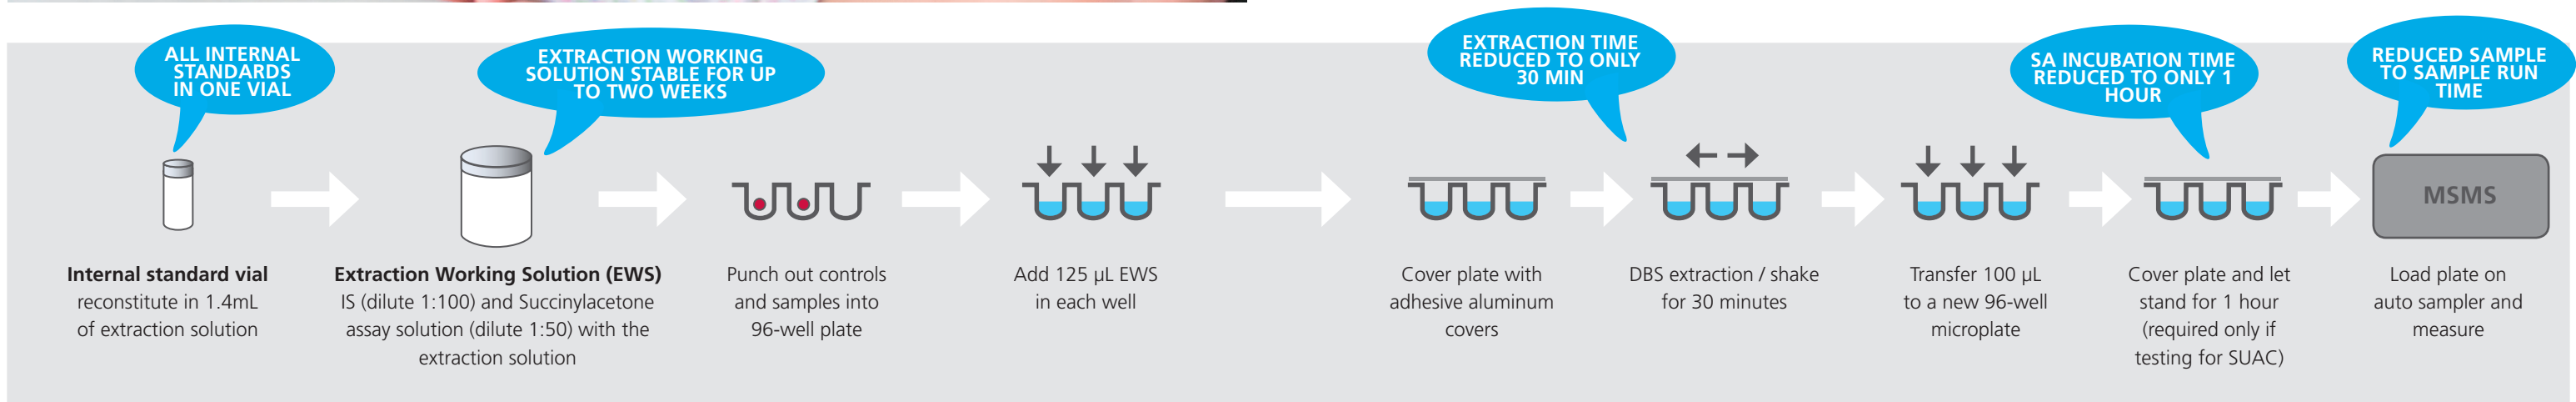 ALL INTERNAL
STANDARDS
IN ONE VIAL
EXTRACTION WORKING
SOLUTION STABLE FOR UP
TO TWO WEEKS
EXTRACTION TIME
REDUCED TO ONLY
30 MIN
SA INCUBATION TIME
REDUCED TO ONLY 1
HOUR
REDUCED SAMPLE
TO SAMPLE RUN
TIME
MSMS
Internal standard vial
reconstitute in 1.4mL
of extraction solution
Extraction Working Solution (EWS)
IS (dilute 1:100) and Succinylacetone
assay solution (dilute 1:50) with the
extraction solution
Punch out controls
and samples into
96-well plate
Add 125 µL EWS
in each well
Cover plate with
adhesive aluminum
covers
DBS extraction / shake
for 30 minutes
Transfer 100 µL
to a new 96-well
microplate
Cover plate and let
stand for 1 hour
(required only if
testing for SUAC)
Load plate on
auto sampler and
measure